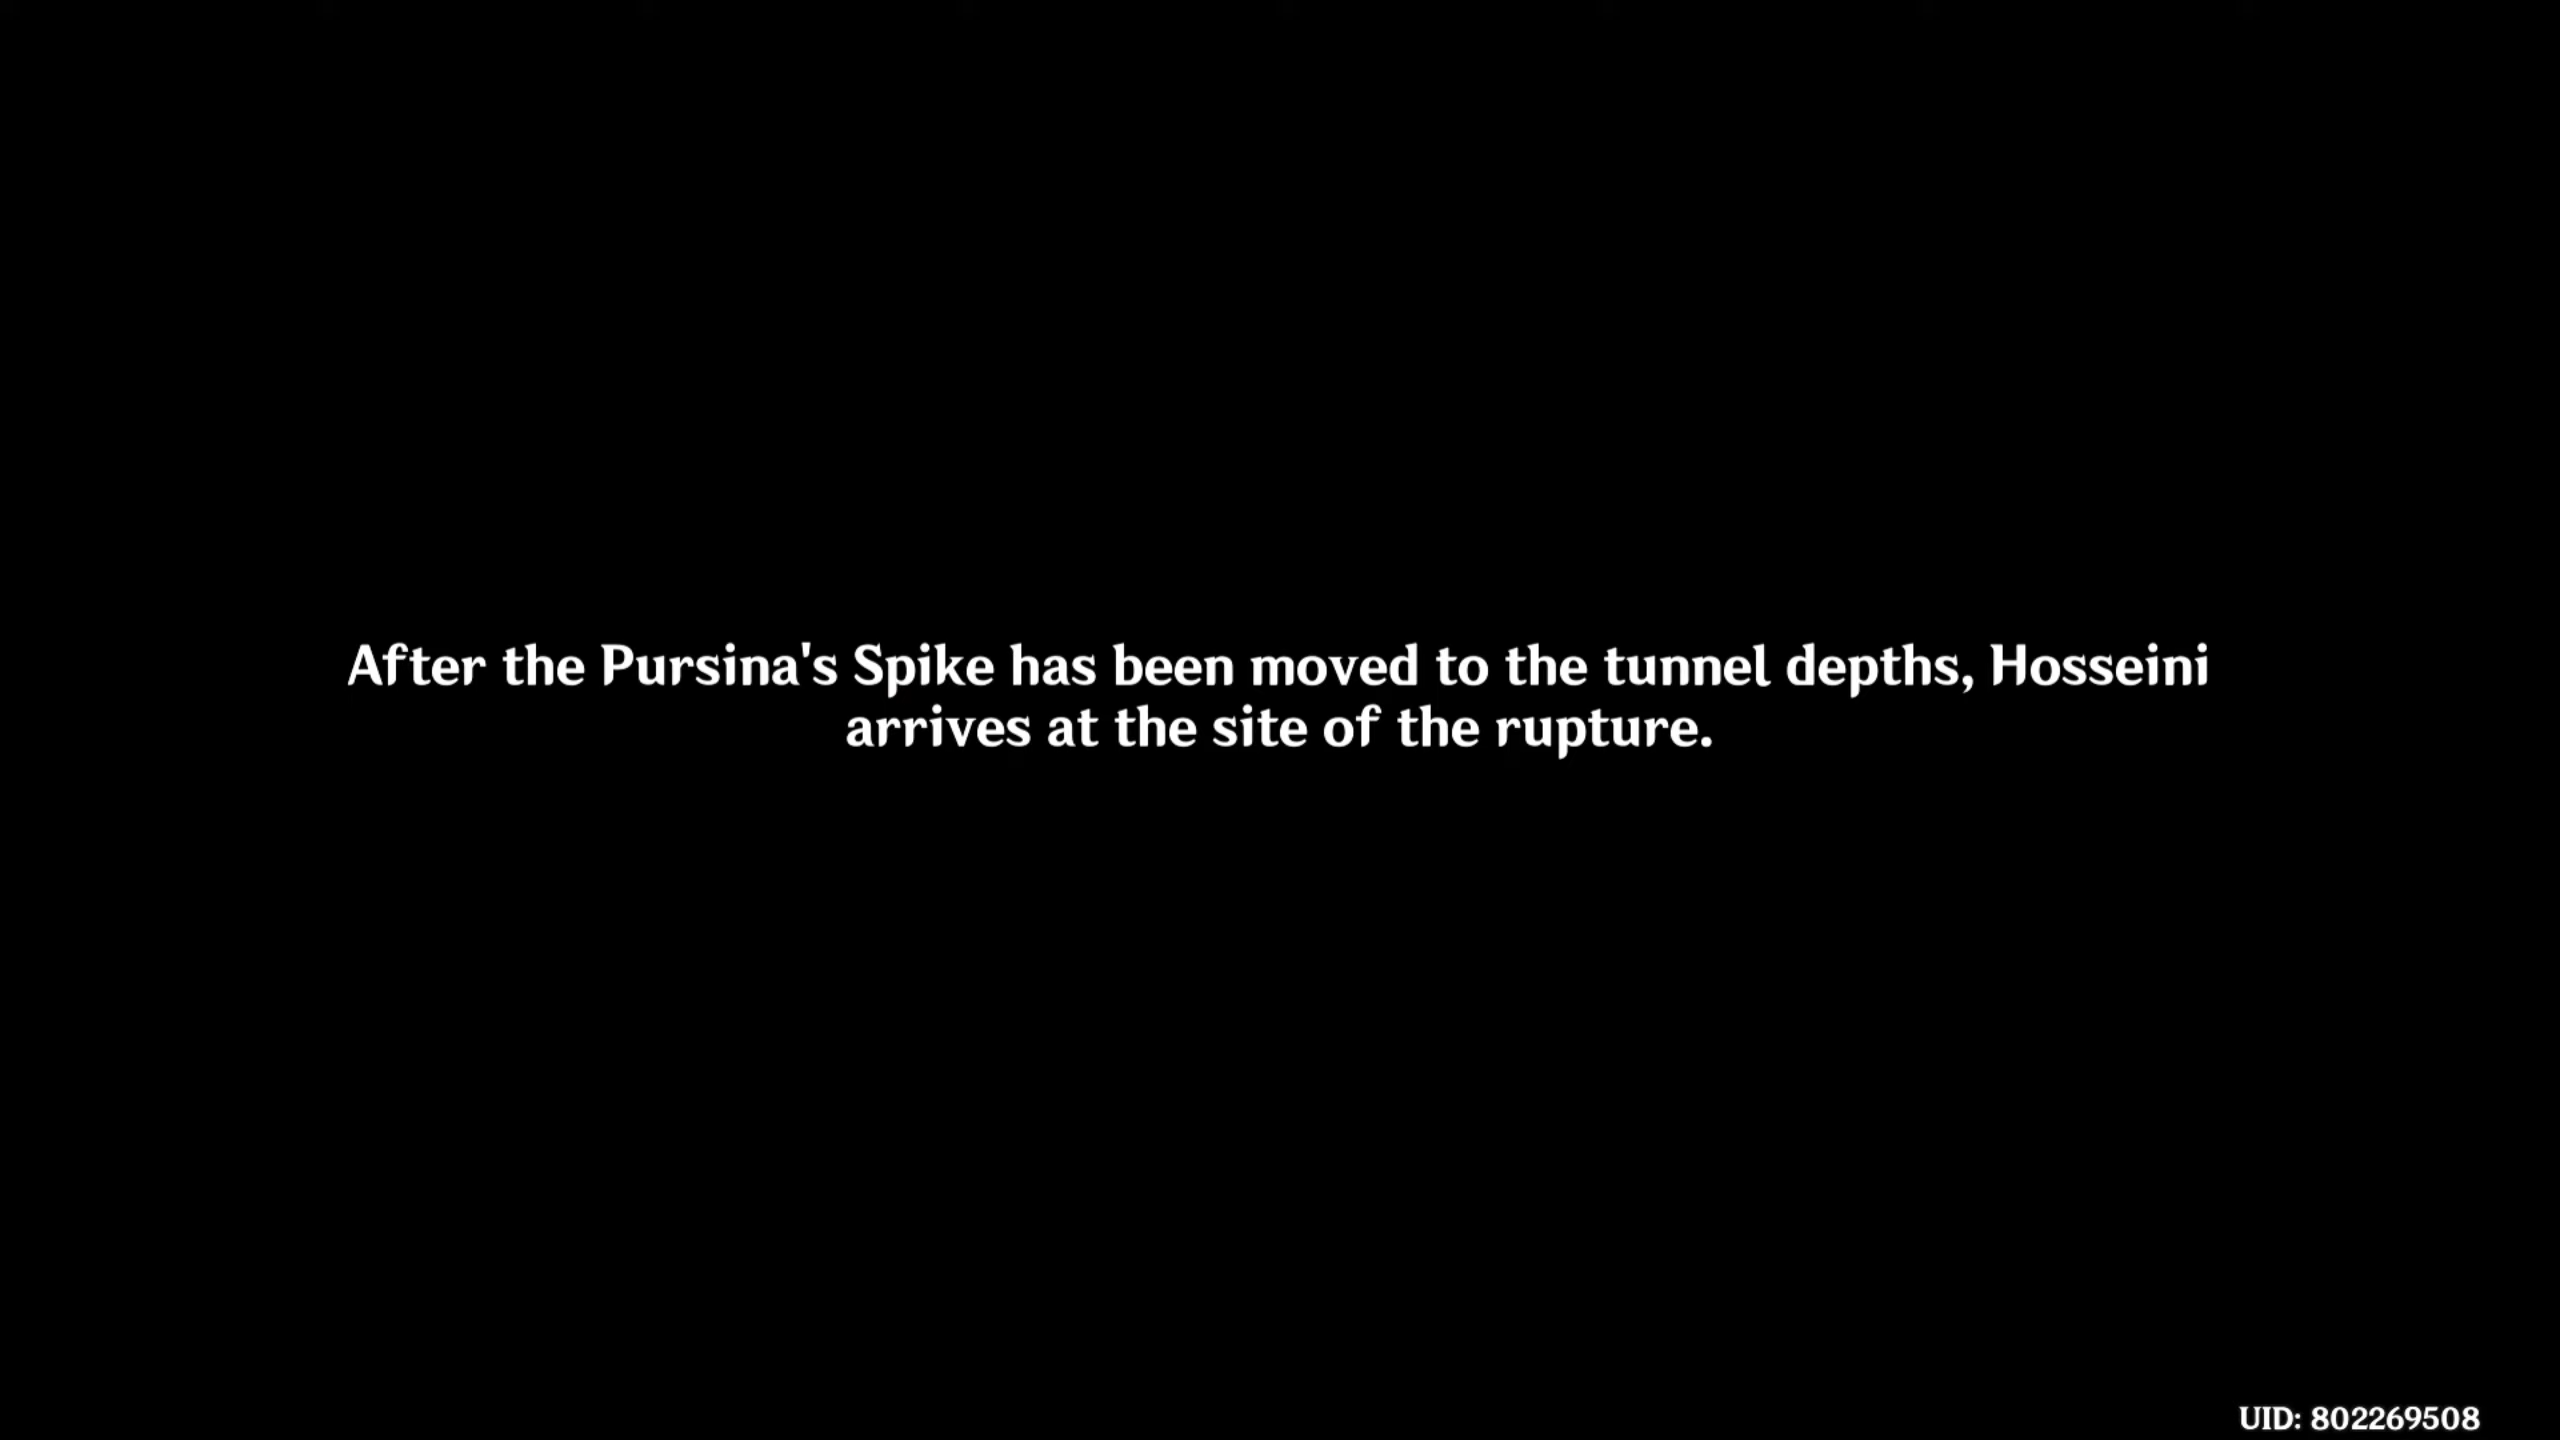 After the Pursina's Spike has been moved to the tunnel depths, Hosseini
arrives at the site of the rupture.
UID: 802269508